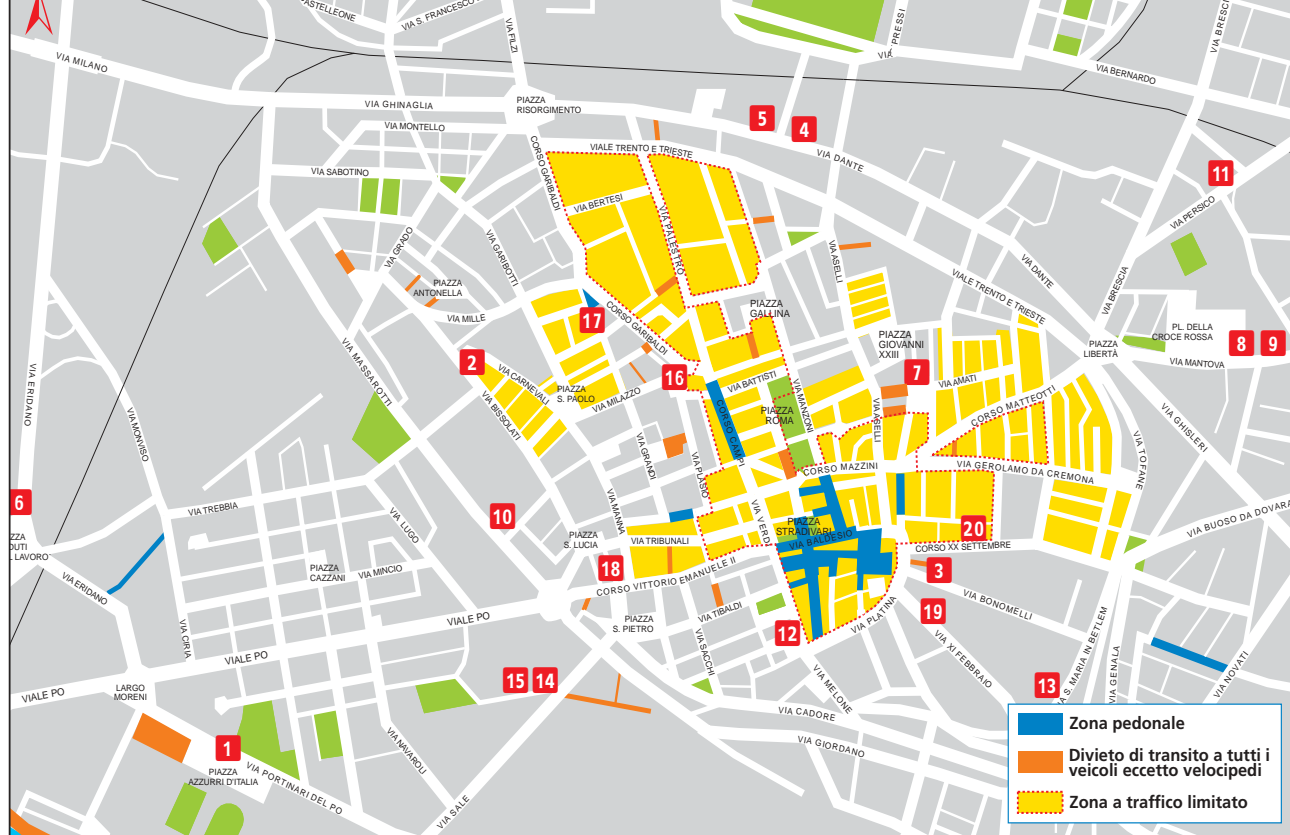 ASTELLEONE
VIA S. FRANCESCO
VIA FILZI
PRESSI
VIA BRESCI
VIA MILANO
VIA BERNARDO
VIA GHINAGLIA
PIAZZA
RISORGIMENTO
VIA MONTELLO
5
4
VIA DANTE
VIALE TRENTO E TRIESTE
CORSO GARIBALDI
VIA SABOTINO
11
VIA PERSICO
VIA BERTESI
VIA PALESTRO
VIA GRADO
VIA GARIBOTTI
VIA ASELLI
VIA DANTE
VIALE TRENTO E TRIESTE
VIA BRESCIA
PIAZZA
ANTONELLA
VIA MILLE
17
CORSO GARIBALDI
PIAZZA
GALLINA
PIAZZA
GIOVANNI
XXIII
PIAZZA
LIBERTÀ
PL. DELLA
CROCE ROSSA
8
9
VIA MANTOVA
VIA ERIDANO
VIA MASSAROTTI
2
VIA CARNEVALI
VIA BISSOLATI
PIAZZA
S. PAOLO
VIA MILAZZO
16
VIA BATTISTI
7
VIA AMATI
CORSO MATTEOTTI
VIA MONVISO
CORSO CAMPI
PIAZZA
ROMA
VIA MANZONI
VIA ASELLI
VIA GHISLERI
VIA TOFANE
VIA GRANDI
VIA PLASIO
CORSO MAZZINI
VIA GEROLAMO DA CREMONA
6
ZZA
DUTI
LAVORO
VIA TREBBIA
VIA LUGO
10
VIA MANNA
VIA VERDI
PIAZZA
STRADIVARI
VIA BALDESIO
20
CORSO XX SETTEMBRE
VIA BUOSO DA DOVARA
PIAZZA
S. LUCIA
VIA TRIBUNALI
18
CORSO VITTORIO EMANUELE II
3
VIA BONOMELLI
VIA ERIDANO
PIAZZA
CAZZANI
VIA MINCIO
VIA CIRIA
VIALE PO
PIAZZA
S. PIETRO
VIA TIBALDI
VIA SACCHI
12
VIA PLATINA
19
VIA XI FEBBRAIO
VIALE PO
VIALE PO
LARGO
MORENI
15
14
VIA MELONE
13
A S. MARIA IN BETLEM
VIA GENALA
VIA NOVATI
VIA CADORE
VIA GIORDANO
1
PIAZZA
AZZURRI D'ITALIA
VIA PORTINARI DEL PO
VIA NAVAROLI
VIA SALE
Zona pedonale
Divieto di transito a tutti i
veicoli eccetto velocipedi
Zona a traffico limitato